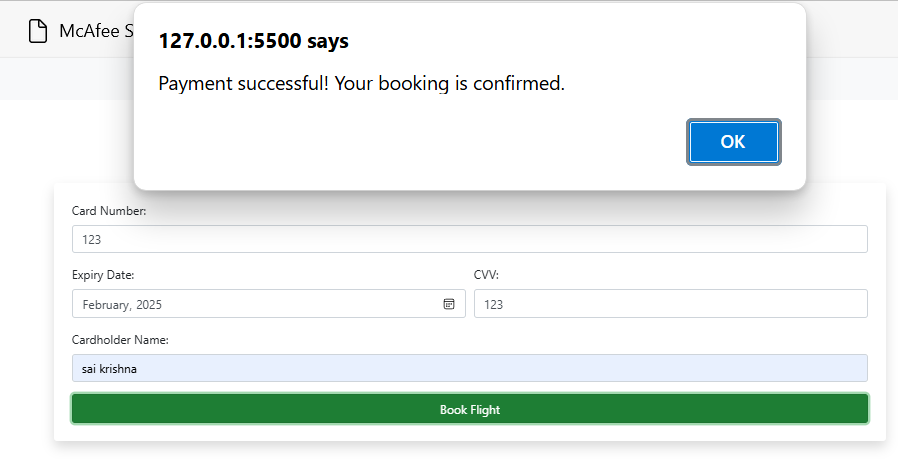 McAfee S
127.0.0.1:5500 says
Payment successful! Your booking is confirmed.
OK
Card Number:
123
Expiry Date:
CVV:
February, 2025
123
Cardholder Name:
sai krishna
Book Flight